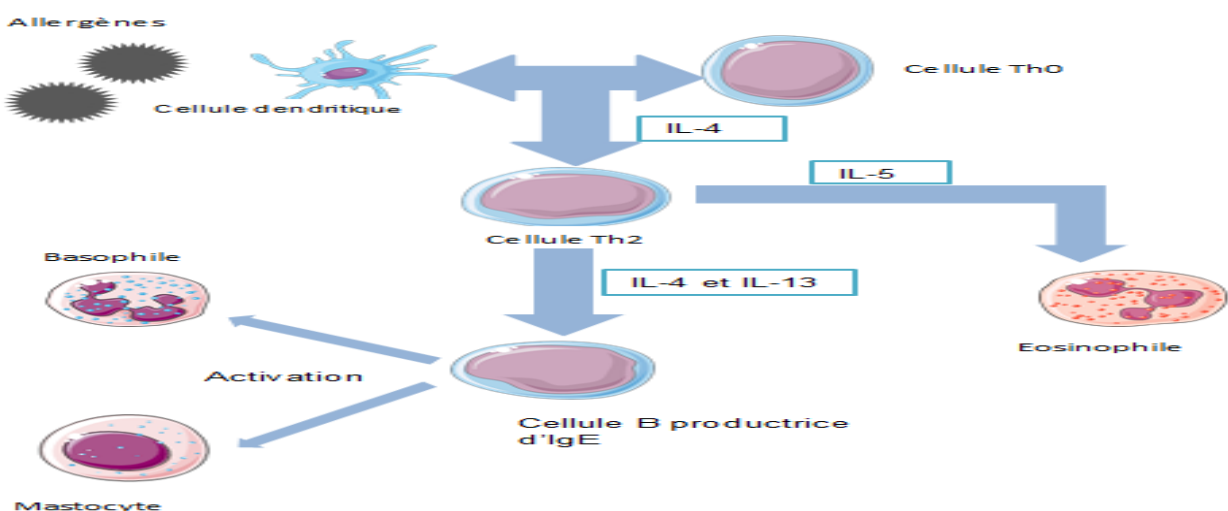 Allergènes
Cellule dendritique
Cellule Th0
IL-4
IL-5
Cellule Th2
IL-4 et IL-13
Basophile
Eosinophile
Activation
Cellule B productrice
d'IgE
Mastocyte